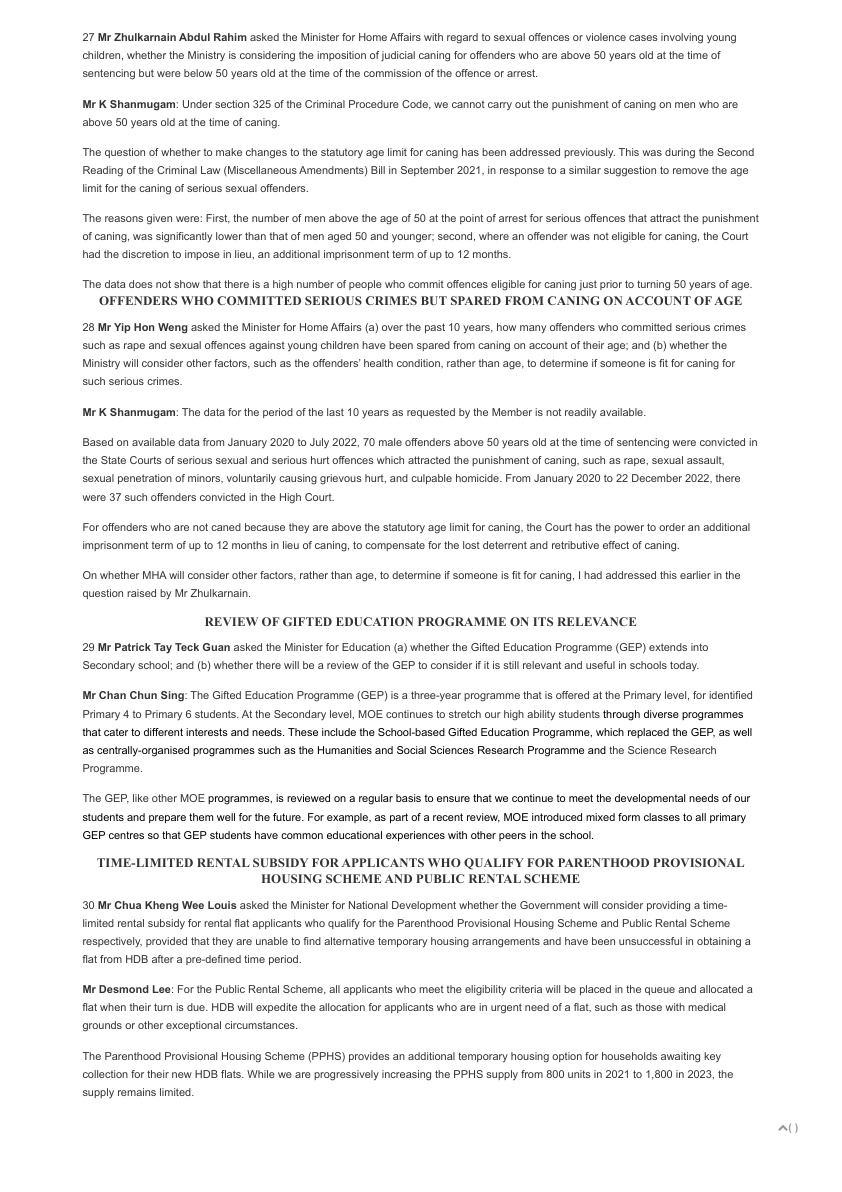 27 Mr Zhulkarnain Abdul Rahim asked the Minister for Home Affairs with regard to sexual offences or violence cases involving young
children, whether the Ministry is considering the imposition of judicial caning for offenders who are above 50 years old at the time of
sentencing but were below 50 years old at the time of the commission of the offence or arrest.
Mr K Shanmugam: Under section 325 of the Criminal Procedure Code, we cannot carry out the punishment of caning on men who are
above 50 years old at the time of caning.
The question of whether to make changes to the statutory age limit for caning has been addressed previously. This was during the Second
Reading of the Criminal Law (Miscellaneous Amendments) Bill in September 2021, in response to a similar suggestion to remove the age
limit for the caning of serious sexual offenders.
The reasons given were: First, the number of men above the age of 50 at the point of arrest for serious offences that attract the punishment
of caning, was significantly lower than that of men aged 50 and younger; second, where an offender was not eligible for caning, the Court
had the discretion to impose in lieu, an additional imprisonment term of up to 12 months.
The data does not show that there is a high number of people who commit offences eligible for caning just prior to turning 50 years of age.
OFFENDERS WHO COMMITTED SERIOUS CRIMES BUT SPARED FROM CANING ON ACCOUNT OF AGE
28 Mr Yip Hon Weng asked the Minister for Home Affairs (a) over the past 10 years, how many offenders who committed serious crimes
such as rape and sexual offences against young children have been spared from caning on account of their age; and (b) whether the
Ministry will consider other factors, such as the offenders' health condition, rather than age, to determine if someone is fit for caning for
such serious crimes.
Mr K Shanmugam: The data for the period of the last 10 years as requested by the Member is not readily available.
Based on available data from January 2020 to July 2022, 70 male offenders above 50 years old at the time of sentencing were convicted in
the State Courts of serious sexual and serious hurt offences which attracted the punishment of caning, such as rape, sexual assault,
sexual penetration of minors, voluntarily causing grievous hurt, and culpable homicide. From January 2020 to 22 December 2022, there
were 37 such offenders convicted in the High Court.
For offenders who are not caned because they are above the statutory age limit for caning, the Court has the power to order an additional
imprisonment term of up to 12 months in lieu of caning, to compensate for the lost deterrent and retributive effect of caning.
On whether MHA will consider other factors, rather than age, to determine if someone is fit for caning, I had addressed this earlier in the
question raised by Mr Zhulkarnain.
REVIEW OF GIFTED EDUCATION PROGRAMME ON ITS RELEVANCE
29 Mr Patrick Tay Teck Guan asked the Minister for Education (a) whether the Gifted Education Programme (GEP) extends into
Secondary school; and (b) whether there will be a review of the GEP to consider if it is still relevant and useful in schools today.
Mr Chan Chun Sing: The Gifted Education Programme (GEP) is a three-year programme that is offered at the Primary level, for identified
Primary 4 to Primary 6 students. At the Secondary level, MOE continues to stretch our high ability students through diverse programmes
that cater to different interests and needs. These include the School-based Gifted Education Programme, which replaced the GEP, as well
as centrally-organised programmes such as the Humanities and Social Sciences Research Programme and the Science Research
Programme.
The GEP, like other MOE programmes, is reviewed on a regular basis to ensure that we continue to meet the developmental needs of our
students and prepare them well for the future. For example, as part of a recent review, MOE introduced mixed form classes to all primary
GEP centres so that GEP students have common educational experiences with other peers in the school.
TIME-LIMITED RENTAL SUBSIDY FOR APPLICANTS WHO QUALIFY FOR PARENTHOOD PROVISIONAL
HOUSING SCHEME AND PUBLIC RENTAL SCHEME
30 Mr Chua Kheng Wee Louis asked the Minister for National Development whether the Government will consider providing a time-
limited rental subsidy for rental flat applicants who qualify for the Parenthood Provisional Housing Scheme and Public Rental Scheme
respectively, provided that they are unable to find alternative temporary housing arrangements and have been unsuccessful in obtaining a
flat from HDB after a pre-defined time period.
Mr Desmond Lee: For the Public Rental Scheme, all applicants who meet the eligibility criteria will be placed in the queue and allocated a
flat when their turn is due. HDB will expedite the allocation for applicants who are in urgent need of a flat, such as those with medical
grounds or other exceptional circumstances.
The Parenthood Provisional Housing Scheme (PPHS) provides an additional temporary housing option for households awaiting key
collection for their new HDB flats. While we are progressively increasing the PPHS supply from 800 units in 2021 to 1,800 in 2023, the
supply remains limited.
( )